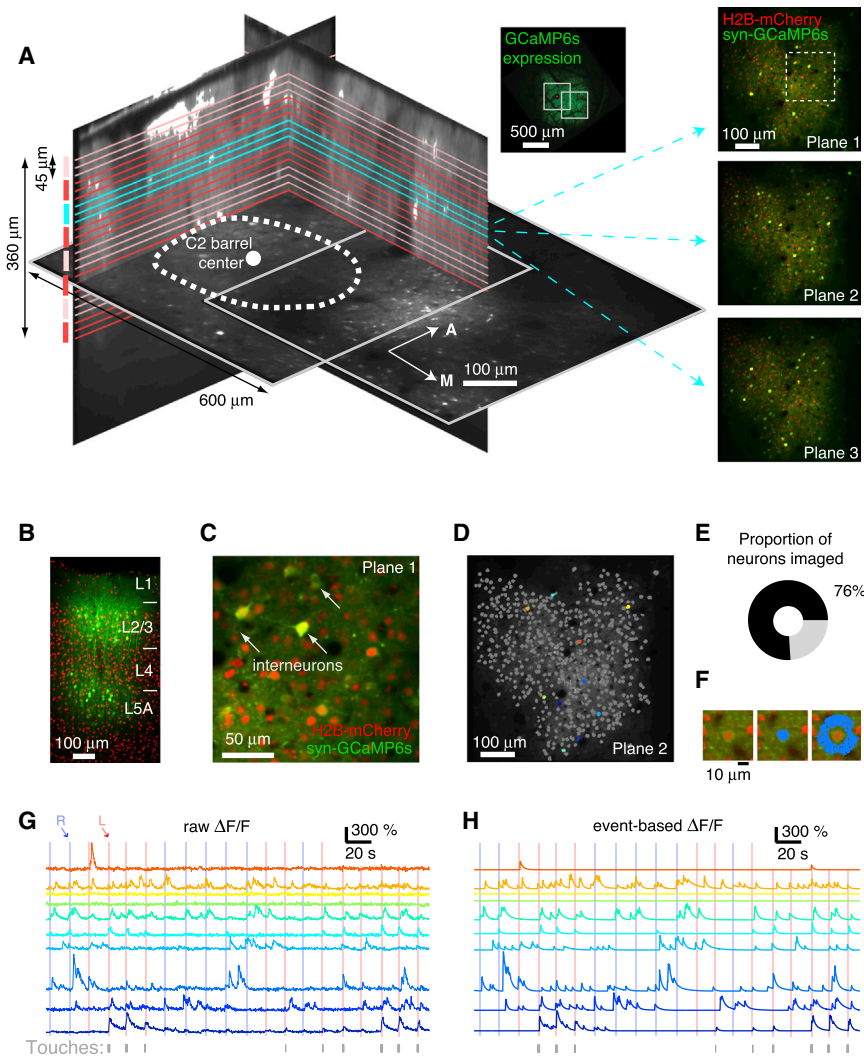 A
GCaMP6s
expression
500 μm
H2B-mCherry
syn-GCaMP6s
100 μm
Plane 1
45 μm
360 μm
C2 barrel
center
A
M
100 μm
600 μm
Plane 2
Plane 3
B
L1
L2/3
L4
L5A
100 μm
C
Plane 1
interneurons
H2B-mCherry
50 μm
syn-GCaMP6s
D
100 μm
Plane 2
E
Proportion of
neurons imaged
76%
F
10 μm
G
R
L
raw ΔF/F
300 %
20 s
H
event-based ΔF/F
300 %
20 s
Touches: